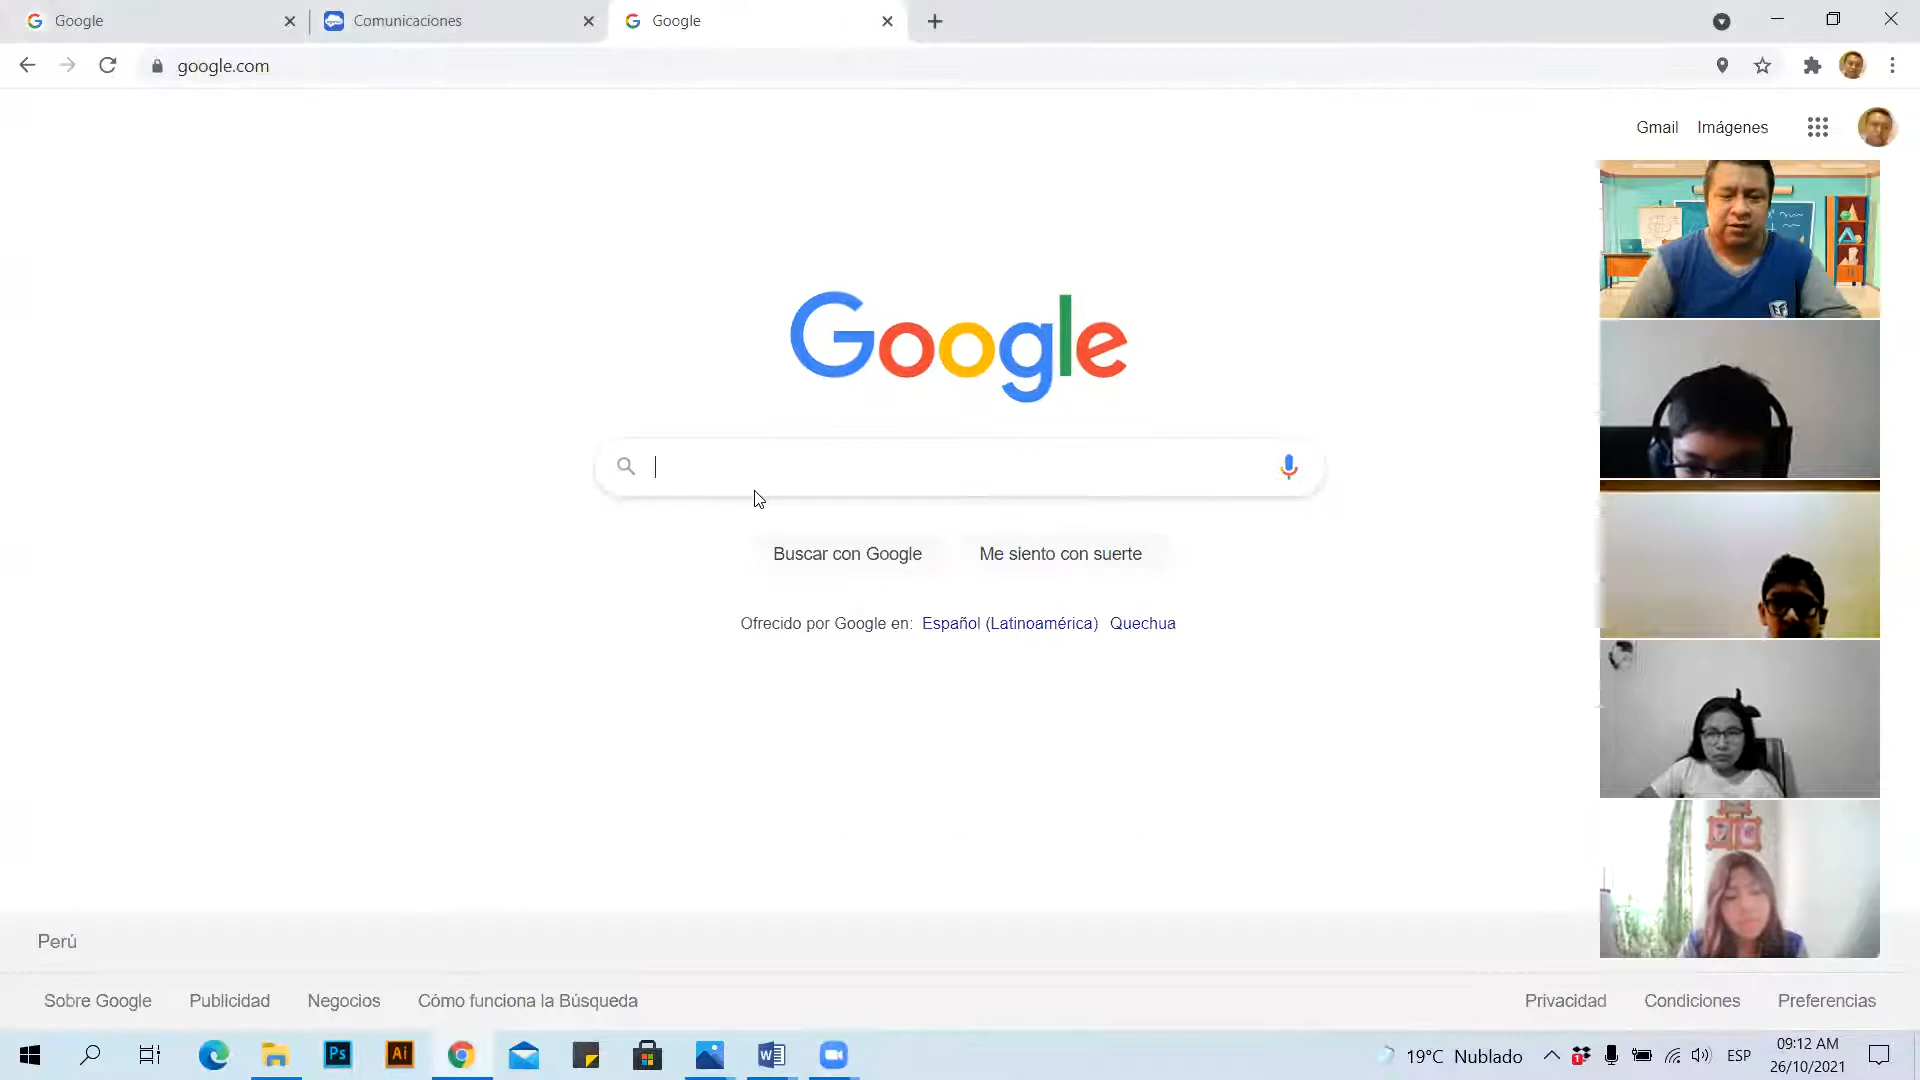 Google
Comunicaciones
Google
google.com
Gmail Imágenes
Google
Buscar con Google Me siento con suerte
Ofrecido por Google en: Español (Latinoamérica) Quechua
Perú
Sobre Google Publicidad Negocios Cómo funciona la Búsqueda Privacidad Condiciones Preferencias
Ps Ai 19°C Nublado ESP 09:12 AM
26/10/2021